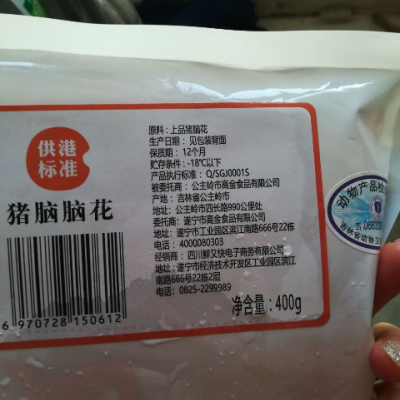 供港
标准
猪脑脑花
6 970728 150612
原料：上品猪脑花
生产日期：见包装背面
保质期：12个月
贮存条件：-18℃以下
产品执行标准：Q/SGJ0001S
被委托商：公主岭市商金食品有限公司
产地：吉林省公主岭市
地址：公主岭市四长路990公里处
委托商：遂宁市商金食品有限公司
地址：遂宁市工业园区滨江南路666号22栋
电话：4000080303
经销商：四川鲜又快电子商务有限公司
地址：遂宁市经济技术开发区工业园区滨江
南路666号22栋2层
电话：0825-2299989
净含量：400g
动物产品检